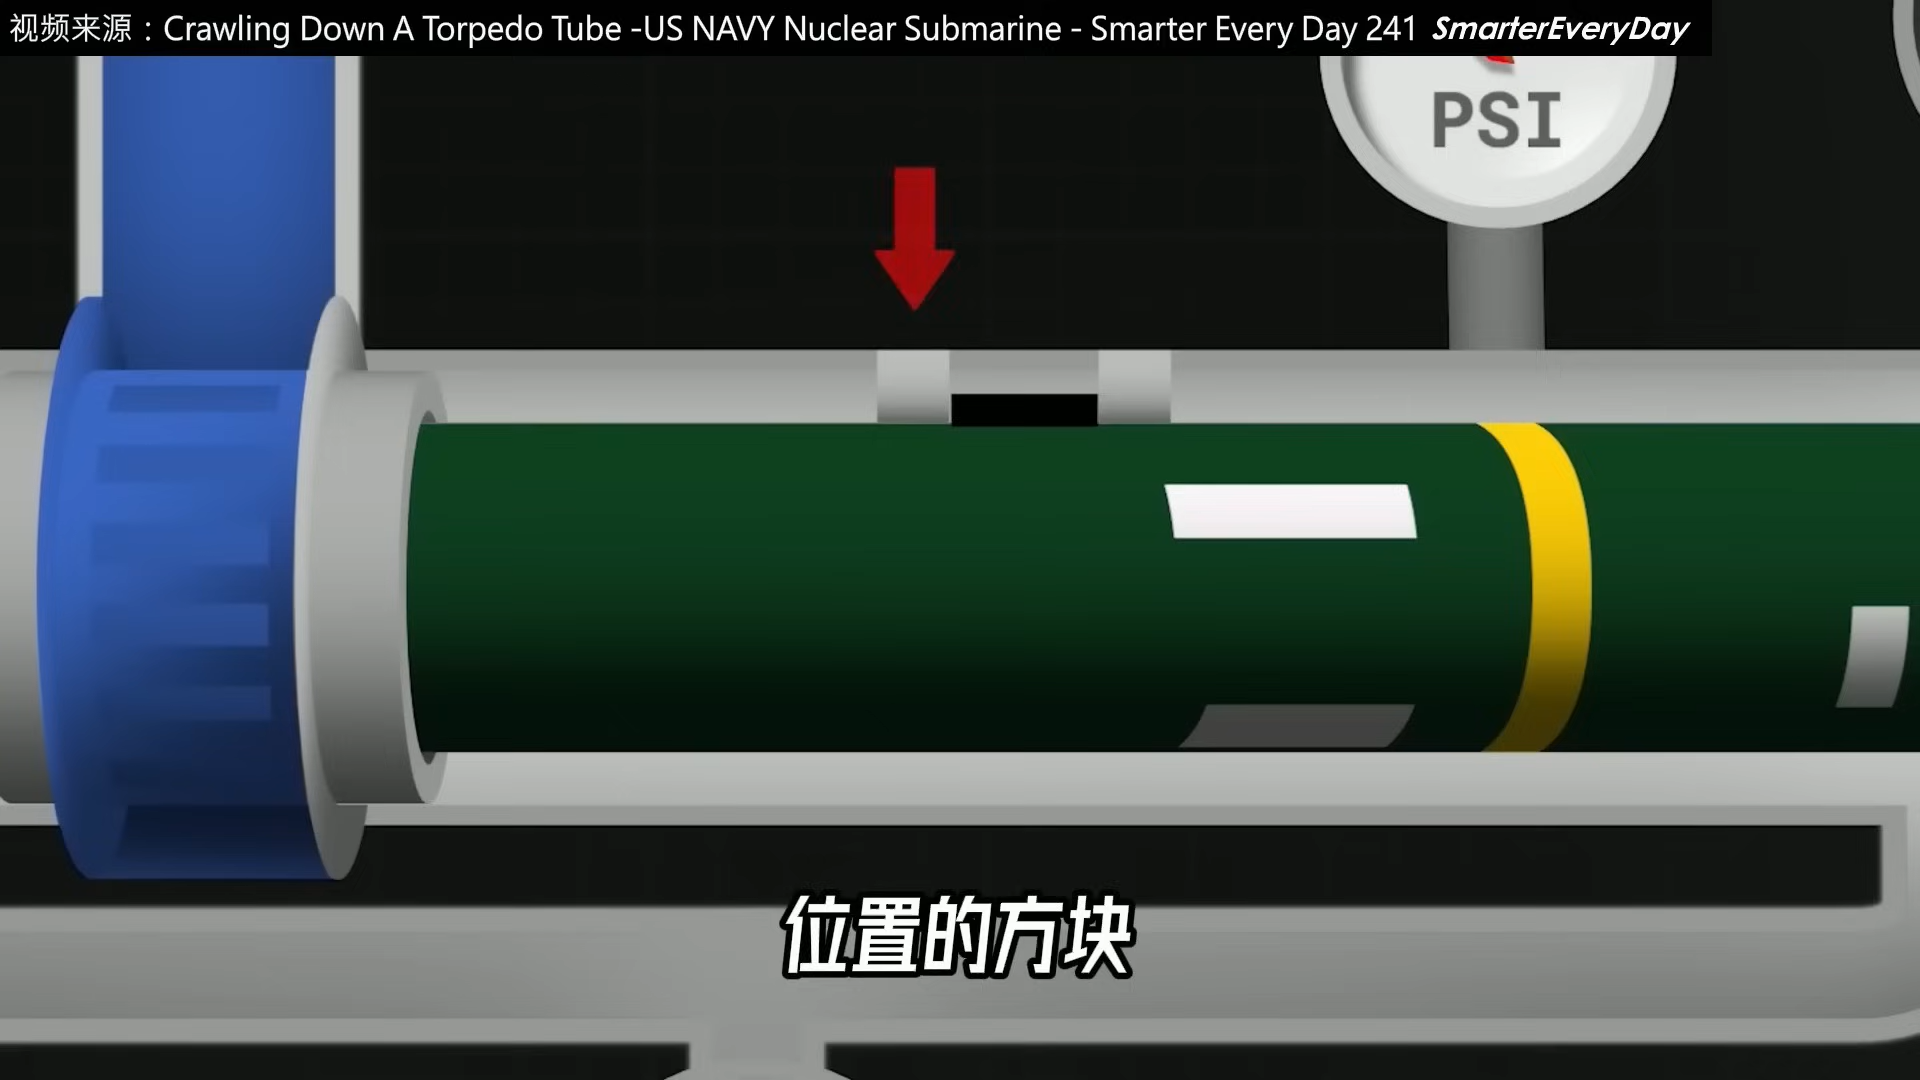 视频来源：Crawling Down A Torpedo Tube -US NAVY Nuclear Submarine - Smarter Every Day 241 SmarterEveryDay
PSI
位置的方块